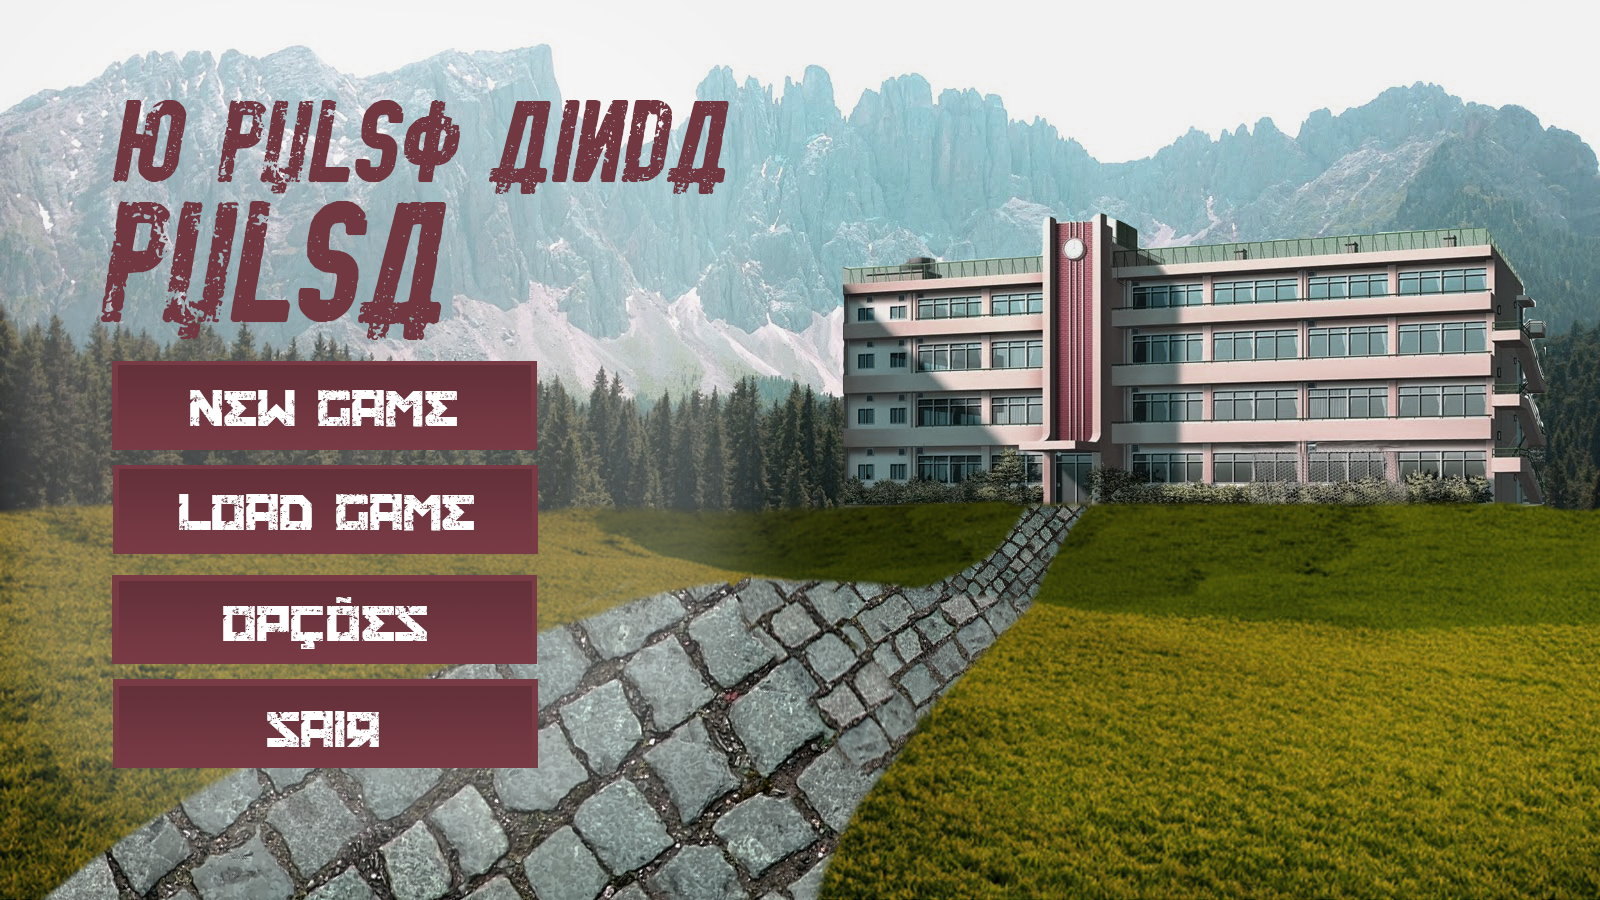 Ю PULSФ ДINDД
PULSД
NEW GAME
LOAD GAME
OPÇÕES
SAIR